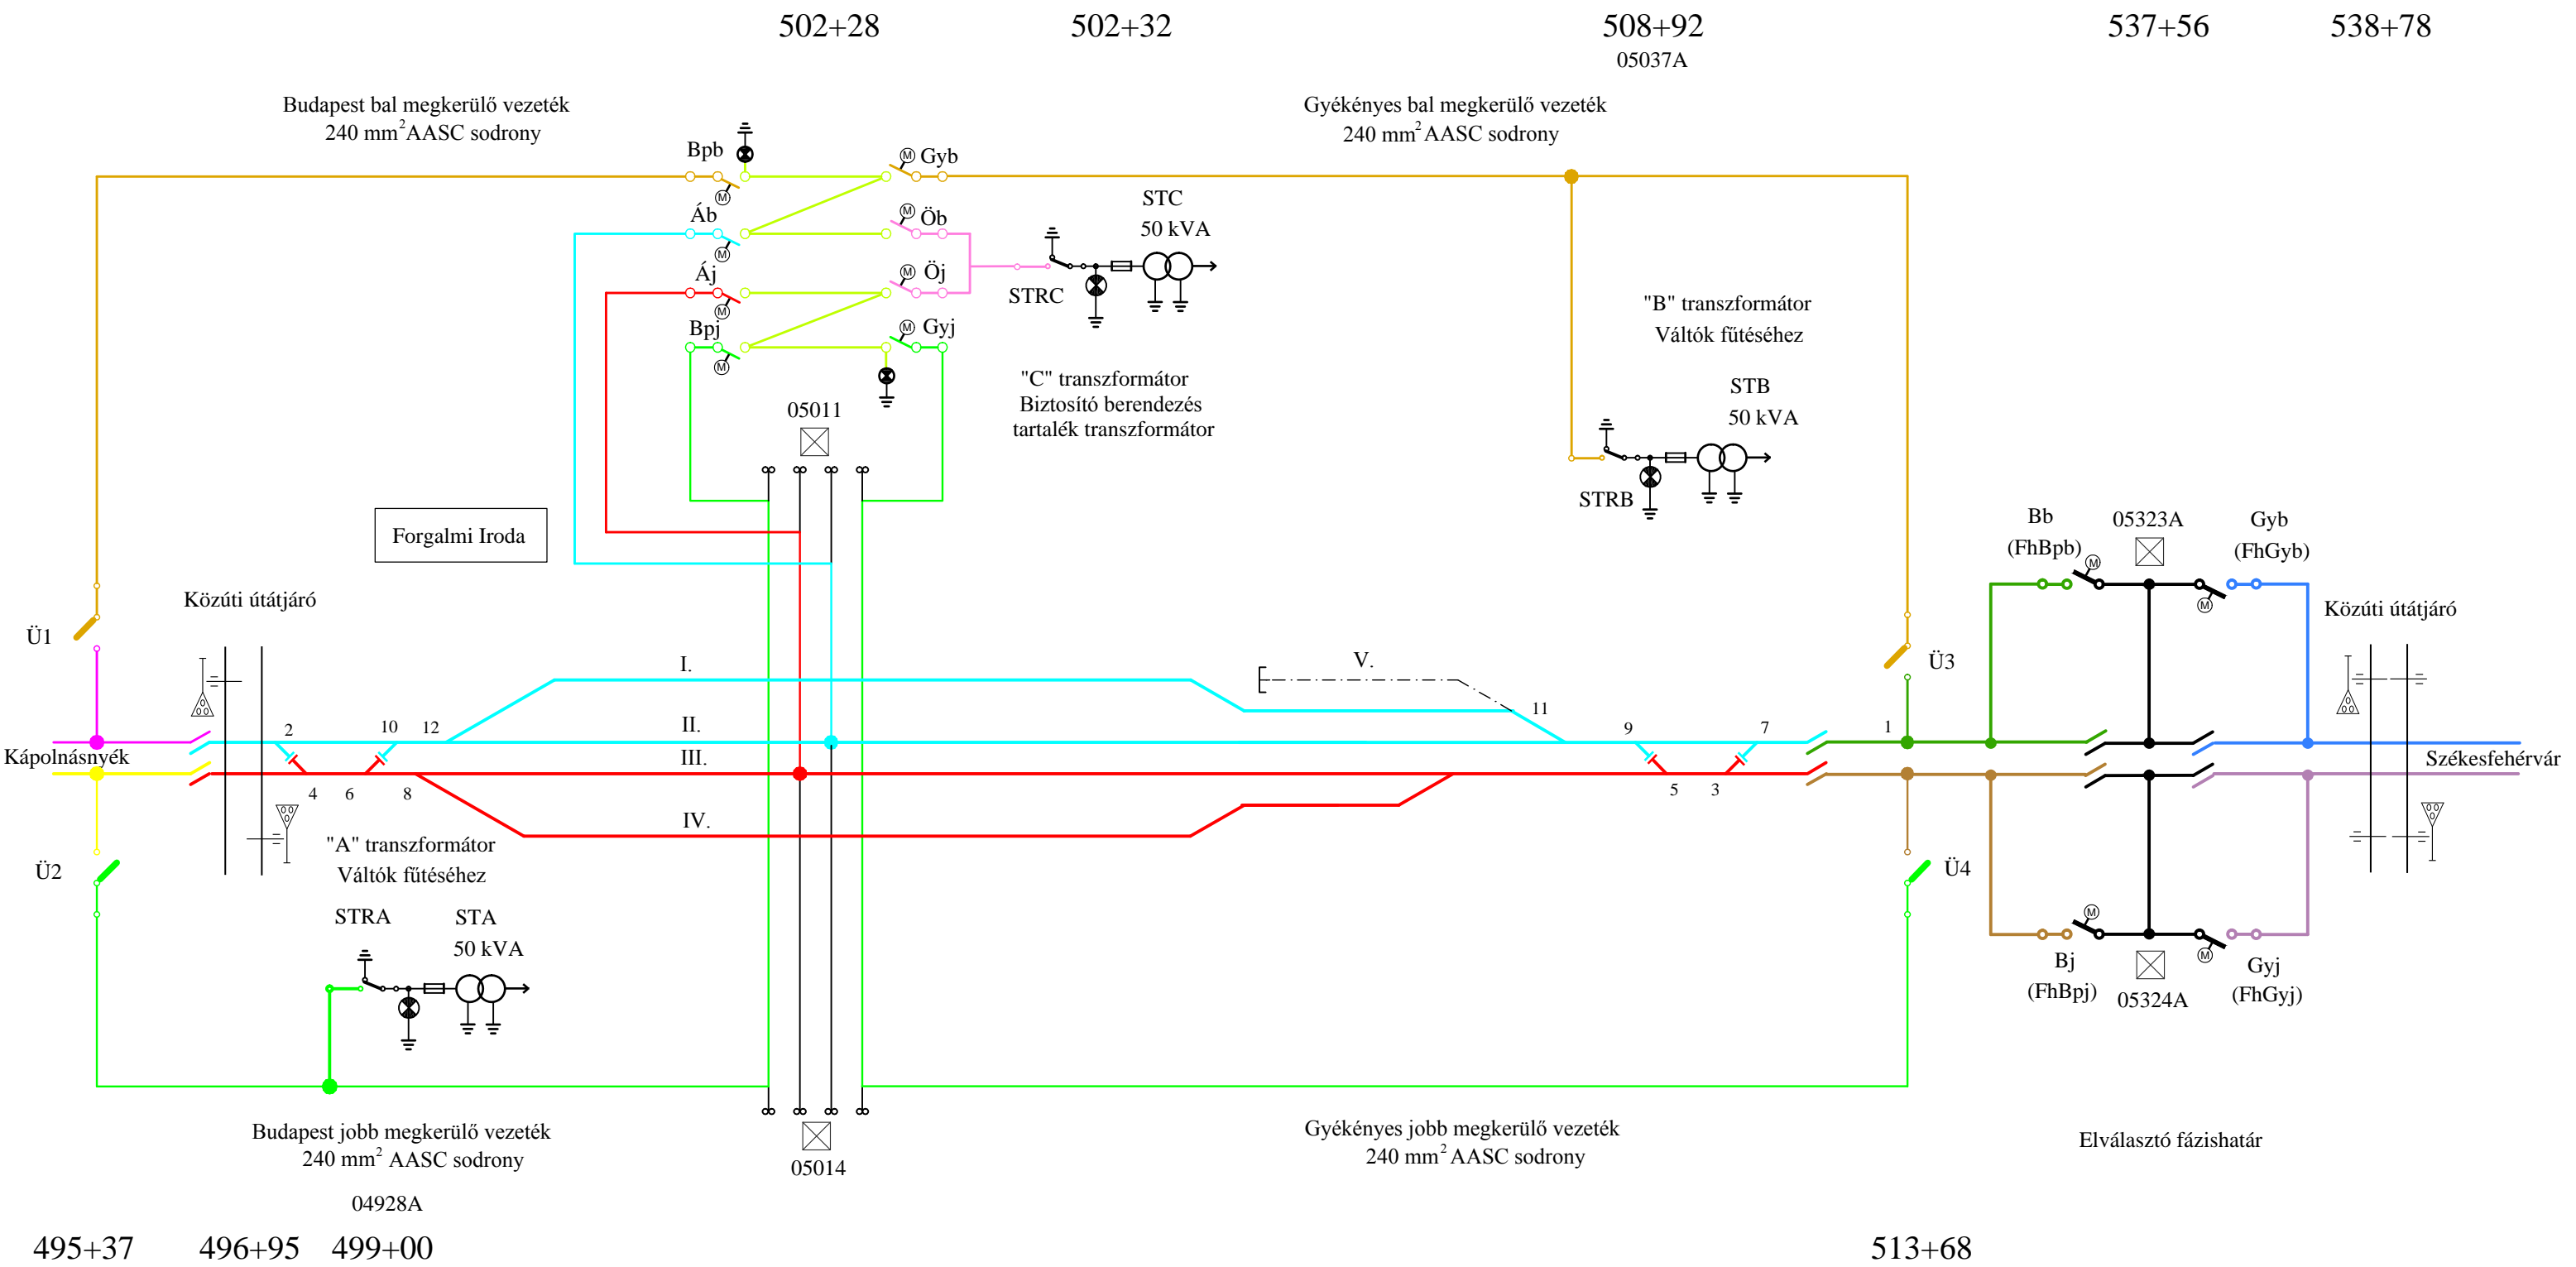 502+28
502+32
508+92
05037A
537+56
538+78
Budapest bal megkerülő vezeték
240 mm² AASC sodrony
Gyékényes bal megkerülő vezeték
240 mm² AASC sodrony
Bpb
M
M
Gyb
Áb
M
M
Öb
Áj
M
M
Öj
Bpj
M
M
Gyj
STC
50 kVA
STRC
"C" transzformátor
Biztosító berendezés
tartalék transzformátor
"B" transzformátor
Váltók fűtéséhez
STB
50 kVA
STRB
05011
Forgalmi Iroda
Bb
(FhBpb)
M
05323A
Gyb
(FhGyb)
M
Közúti útátjáró
Közúti útátjáró
Ü1
Ü3
I.
V.
2
10
12
II.
11
9
7
1
Kápolnásnyék
III.
Székesfehérvár
4
6
8
5
3
IV.
"A" transzformátor
Váltók fűtéséhez
Ü2
Ü4
STRA
STA
50 kVA
M
Bj
(FhBpj)
05324A
M
Gyj
(FhGyj)
Budapest jobb megkerülő vezeték
240 mm² AASC sodrony
04928A
05014
Gyékényes jobb megkerülő vezeték
240 mm² AASC sodrony
Elválasztó fázishatár
495+37
496+95
499+00
513+68